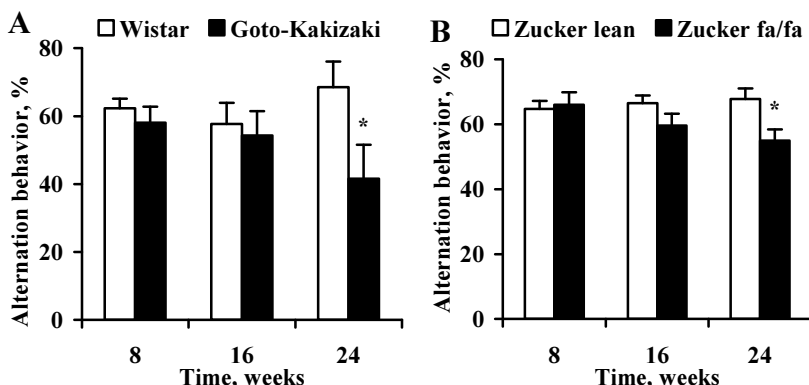 A
Wistar Goto-Kakizaki
Alternation behavior, %
80
60
40
20
0
*
8 16 24
Time, weeks
B
Zucker lean Zucker fa/fa
Alternation behavior, %
80
60
40
20
0
*
8 16 24
Time, weeks